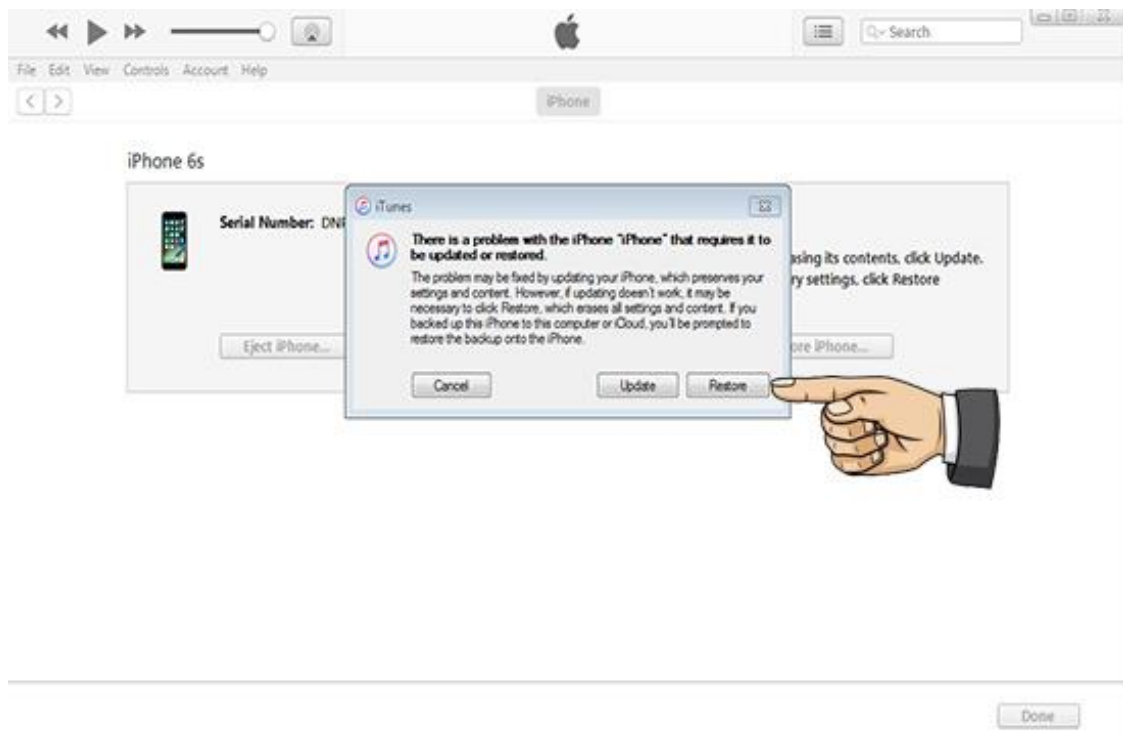 Search
File Edit View Controls Account Help
iPhone
iPhone 6s
Serial Number: DNP
iTunes
There is a problem with the iPhone "iPhone" that requires it to
be updated or restored.
The problem may be fixed by updating your iPhone, which preserves your
settings and content. However, if updating doesn't work, it may be
necessary to click Restore, which erases all settings and content. If you
backed up this iPhone to this computer or iCloud, you'll be prompted to
restore the backup onto the iPhone.
Cancel Update Restore
asing its contents, click Update.
ry settings, click Restore
Eject iPhone...
ore iPhone...
Done